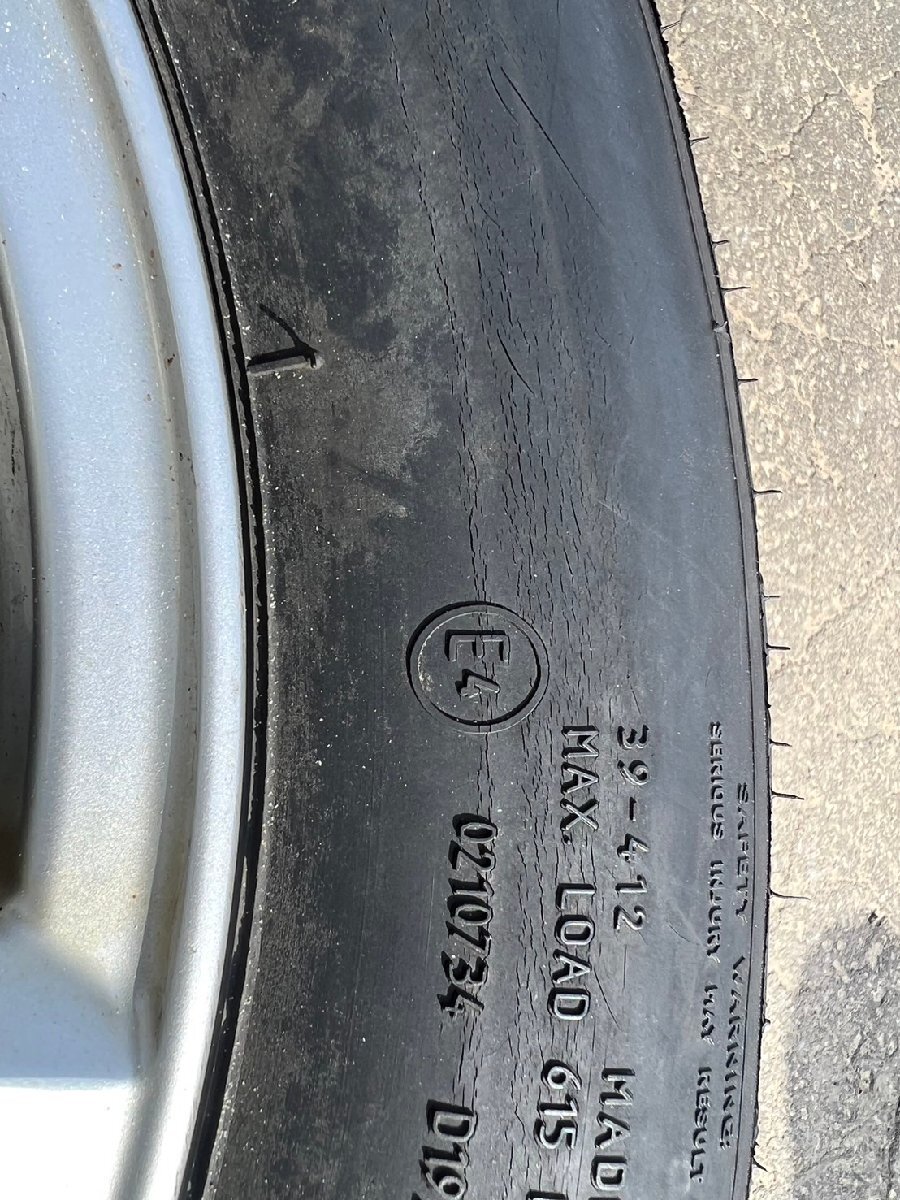 E4
0210734
39-412
MAX. LOAD 615
SAFETY WARNING:
SERIOUS INJURY MAY RESULT